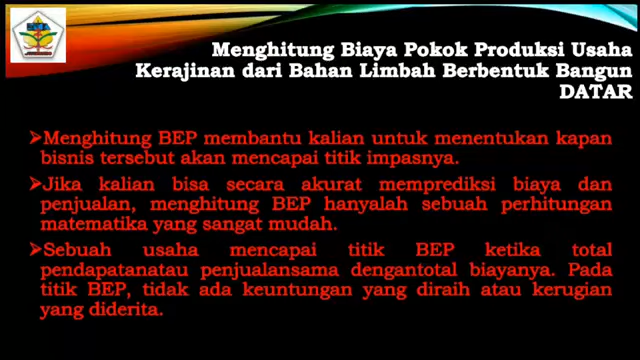 Menghitung Biaya Pokok Produksi Usaha
Kerajinan dari Bahan Limbah Berbentuk Bangun
DATAR
➢Menghitung BEP membantu kalian untuk menentukan kapan
bisnis tersebut akan mencapai titik impasnya.
➢Jika kalian bisa secara akurat memprediksi biaya dan
penjualan, menghitung BEP hanyalah sebuah perhitungan
matematika yang sangat mudah.
➢Sebuah usaha mencapai titik BEP ketika total
pendapatanatau penjualansama dengantotal biayanya. Pada
titik BEP, tidak ada keuntungan yang diraih atau kerugian
yang diderita.